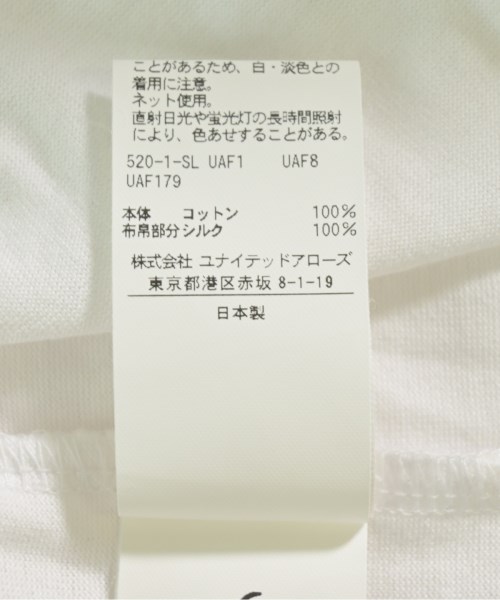 ことがあるため、白・淡色との
着用に注意。
ネット使用。
直射日光や蛍光灯の長時間照射
により、色あせすることがある。
520-1-SL UAF1 UAF8
UAF179
本体 コットン 100%
布帛部分シルク 100%
株式会社 ユナイテッドアローズ
東京都港区赤坂 8-1-19
日本製